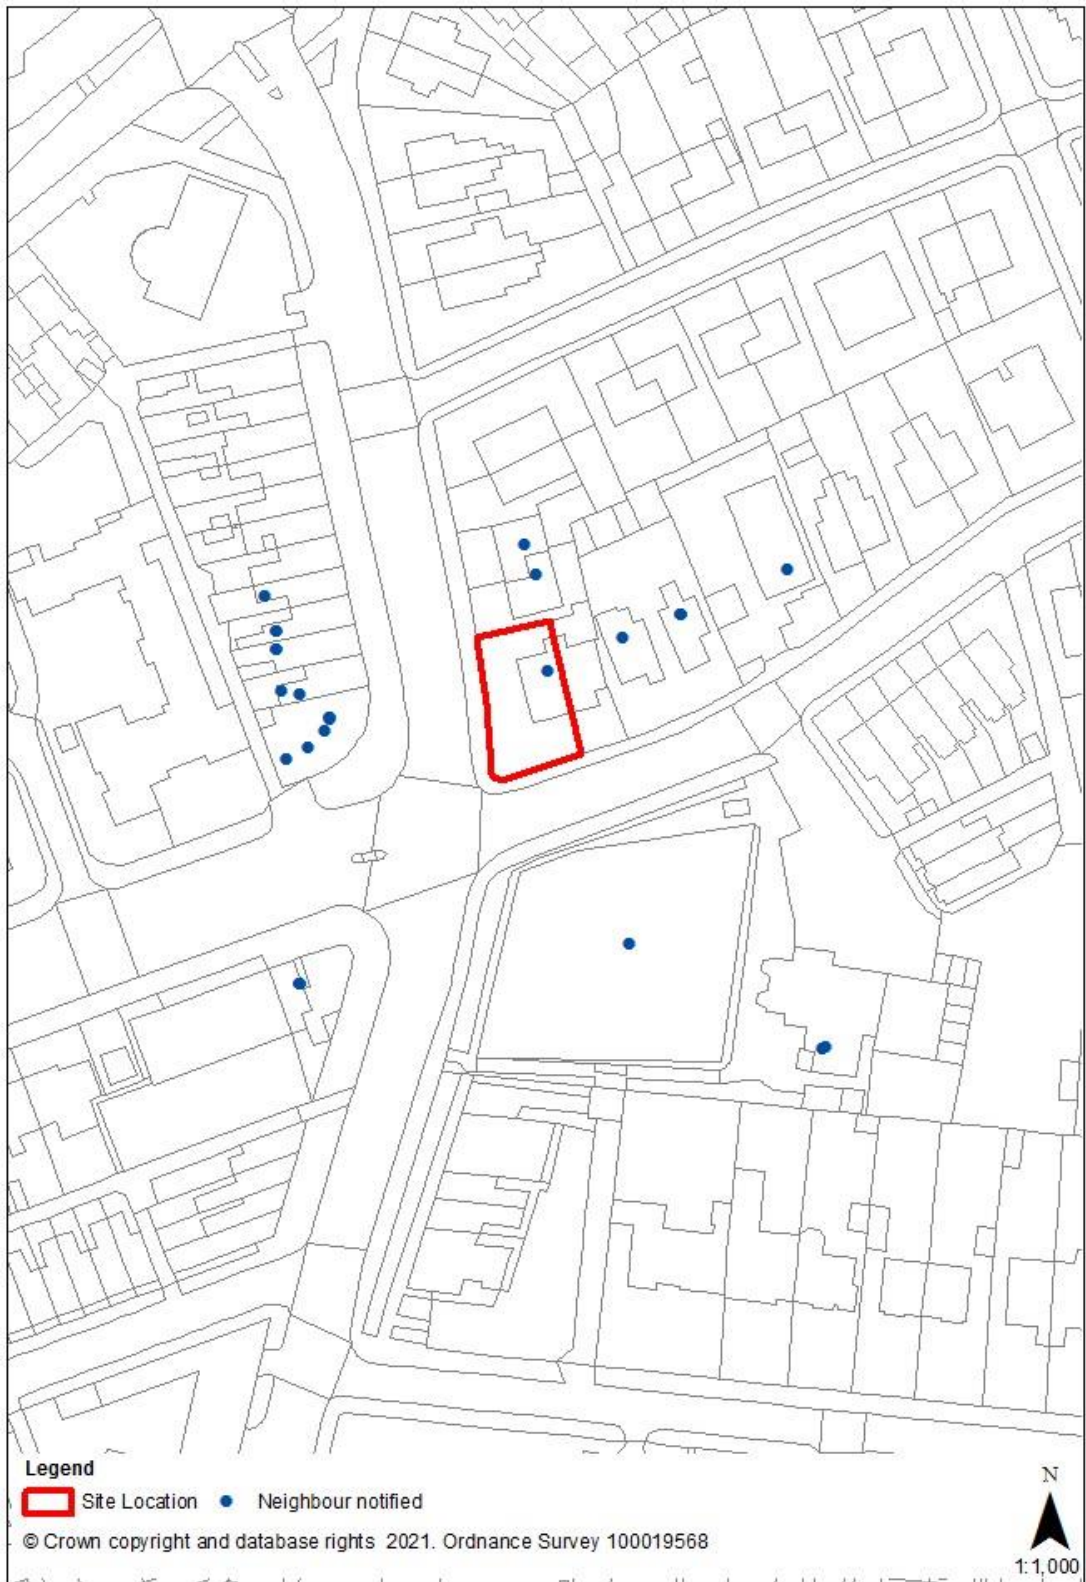 Legend
Site Location
Neighbour notified
© Crown copyright and database rights 2021. Ordnance Survey 100019568
N
1:1,000